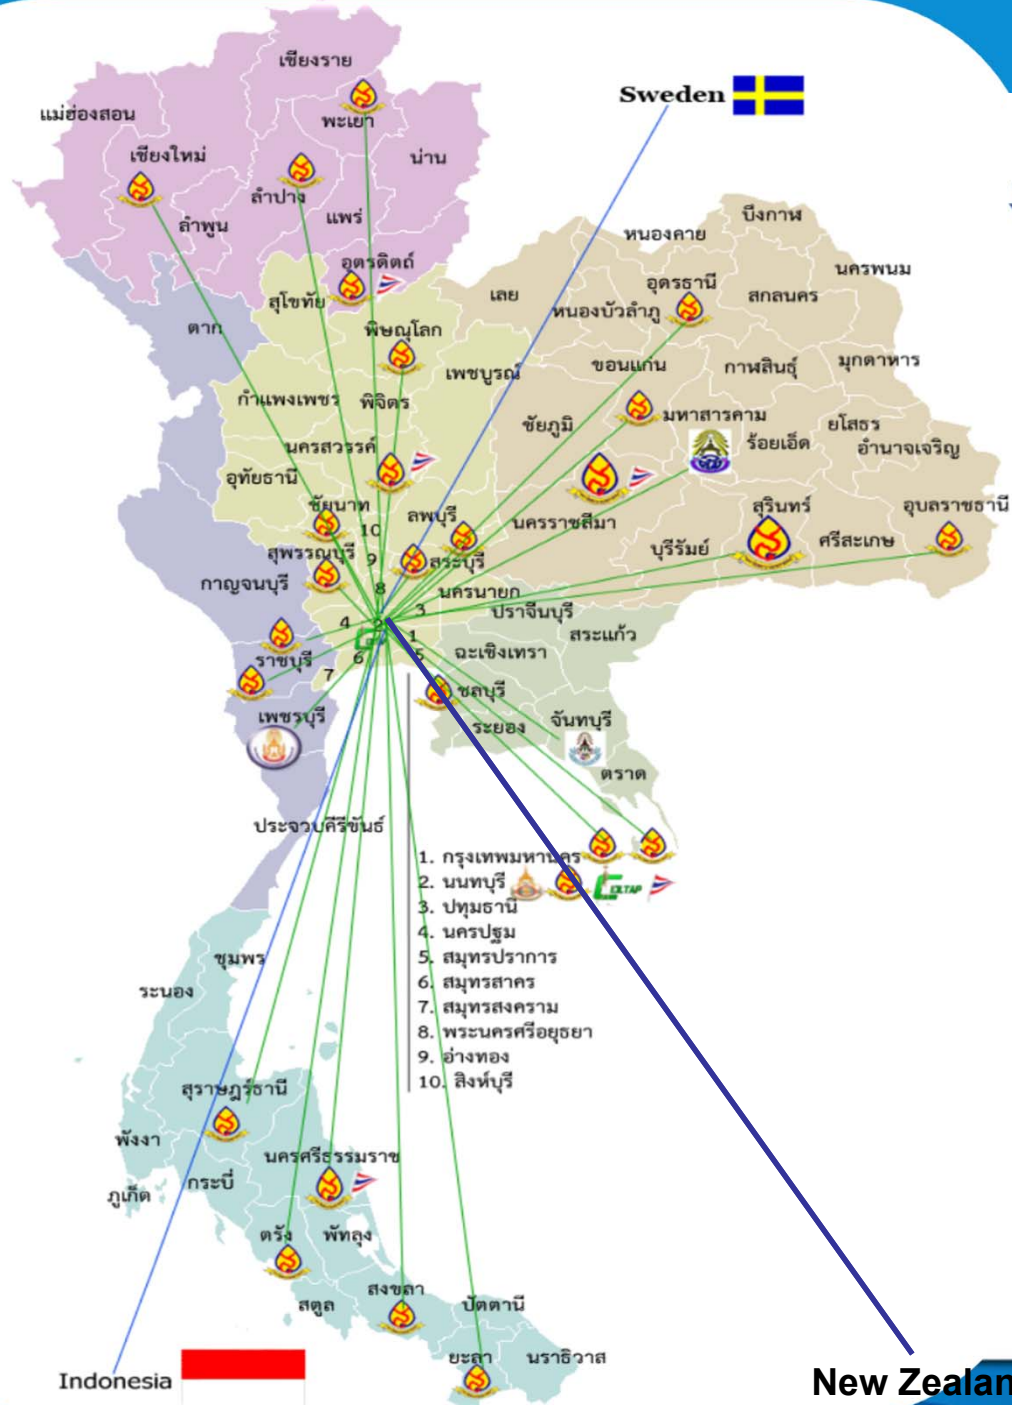 เชียงราย
Sweden
แม่ฮ่องสอน
พะเยา
เชียงใหม่
น่าน
ลำปาง
แพร่
ลำพูน
บึงกาฬ
หนองคาย
อุตรดิตถ์
นครพนม
อุดรธานี
เลย
สกลนคร
สุโขทัย
หนองบัวลำภู
ตาก
พิษณุโลก
มุกดาหาร
ขอนแก่น
กาฬสินธุ์
เพชบูรณ์
กำแพงเพชร
พิจิตร
มหาสารคาม
ชัยภูมิ
ยโสธร
ร้อยเอ็ด
นครสวรรค์
อำนาจเจริญ
อุทัยธานี
ชัยนาท
ลพบุรี
สุรินทร์
อุบลราชธานี
นครราชสีมา
10
ศรีสะเกษ
บุรีรัมย์
สุพรรณบุรี
9
สระบุรี
กาญจนบุรี
8
นครนายก
3
ปราจีนบุรี
4
2
1
สระแก้ว
6
5
ฉะเชิงเทรา
ราชบุรี
7
ชลบุรี
เพชรบุรี
ระยอง
จันทบุรี
ตราด
ประจวบคีรีขันธ์
1. กรุงเทพมหานคร
2. นนทบุรี
CDLTAP
3. ปทุมธานี
4. นครปฐม
5. สมุทรปราการ
6. สมุทรสาคร
7. สมุทรสงคราม
8. พระนครศรีอยุธยา
9. อ่างทอง
10. สิงห์บุรี
ชุมพร
ระนอง
สุราษฎร์ธานี
พังงา
นครศรีธรรมราช
กระบี่
ภูเก็ต
ตรัง
พัทลุง
สงขลา
สตูล
ปัตตานี
ยะลา
นราธิวาส
Indonesia
New Zealan